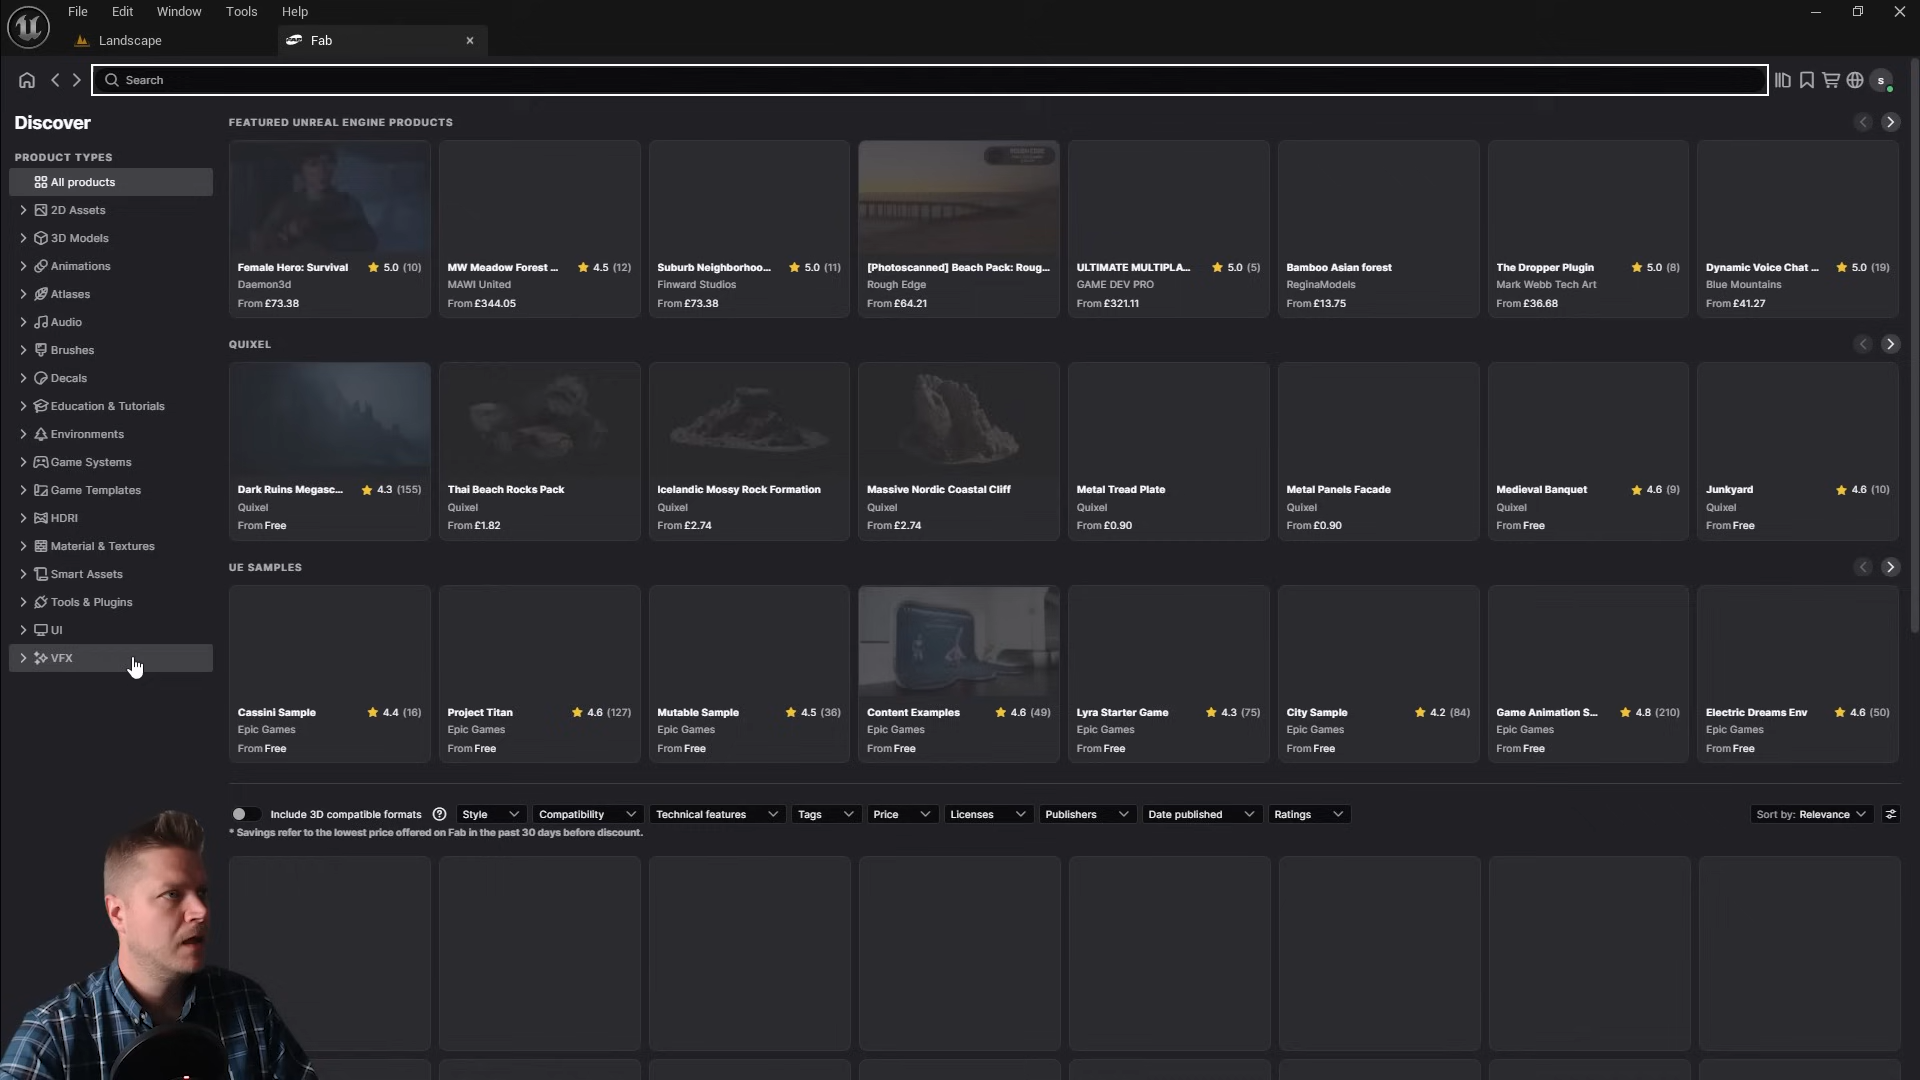 File Edit Window Tools Help
Landscape
Fab
Search
S
Discover
PRODUCT TYPES
All products
2D Assets
3D Models
Animations
Atlases
Audio
Brushes
Decals
Education & Tutorials
Environments
Game Systems
Game Templates
HDRI
Material & Textures
Smart Assets
Tools & Plugins
UI
VFX
FEATURED UNREAL ENGINE PRODUCTS
Female Hero: Survival 5.0 (10)
Daemon3d
From £73.38
MW Meadow Forest ... 4.5 (12)
MAWI United
From £344.05
Suburb Neighborhoo... 5.0 (11)
Finward Studios
From £73.38
[Photoscanned] Beach Pack: Roug...
Rough Edge
From £64.21
ULTIMATE MULTIPLA... 5.0 (5)
GAME DEV PRO
From £321.11
Bamboo Asian forest
ReginaModels
From £13.75
The Dropper Plugin 5.0 (8)
Mark Webb Tech Art
From £36.68
Dynamic Voice Chat ... 5.0 (19)
Blue Mountains
From £41.27
QUIXEL
Dark Ruins Megasc... 4.3 (155)
Quixel
From Free
Thai Beach Rocks Pack
Quixel
From £1.82
Icelandic Mossy Rock Formation
Quixel
From £2.74
Massive Nordic Coastal Cliff
Quixel
From £2.74
Metal Tread Plate
Quixel
From £0.90
Metal Panels Facade
Quixel
From £0.90
Medieval Banquet 4.6 (9)
Quixel
From Free
Junkyard 4.6 (10)
Quixel
From Free
UE SAMPLES
Cassini Sample 4.4 (16)
Epic Games
From Free
Project Titan 4.6 (127)
Epic Games
From Free
Mutable Sample 4.5 (36)
Epic Games
From Free
Content Examples 4.6 (49)
Epic Games
From Free
Lyra Starter Game 4.3 (75)
Epic Games
From Free
City Sample 4.2 (84)
Epic Games
From Free
Game Animation S... 4.8 (210)
Epic Games
From Free
Electric Dreams Env 4.6 (50)
Epic Games
From Free
Include 3D compatible formats ? Style Compatibility Technical features Tags Price Licenses Publishers Date published Ratings Sort by: Relevance
* Savings refer to the lowest price offered on Fab in the past 30 days before discount.